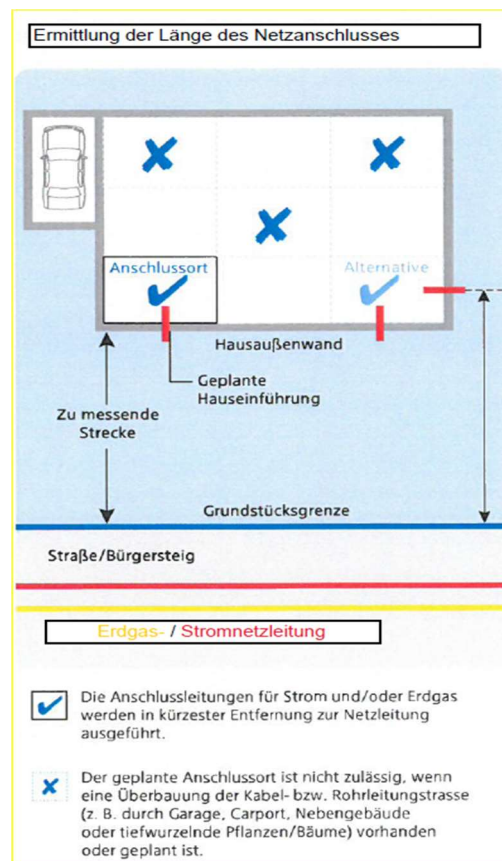 Ermittlung der Länge des Netzanschlusses
Anschlussort
Alternative
Hausaußenwand
Geplante
Hauseinführung
Zu messende
Strecke
Grundstücksgrenze
Straße/Bürgersteig
Erdgas- / Stromnetzleitung
Die Anschlussleitungen für Strom und/oder Erdgas
werden in kürzester Entfernung zur Netzleitung
ausgeführt.
Der geplante Anschlussort ist nicht zulässig, wenn
eine Überbauung der Kabel- bzw. Rohrleitungstrasse
(z. B. durch Garage, Carport, Nebengebäude
oder tiefwurzelnde Pflanzen/Bäume) vorhanden
oder geplant ist.